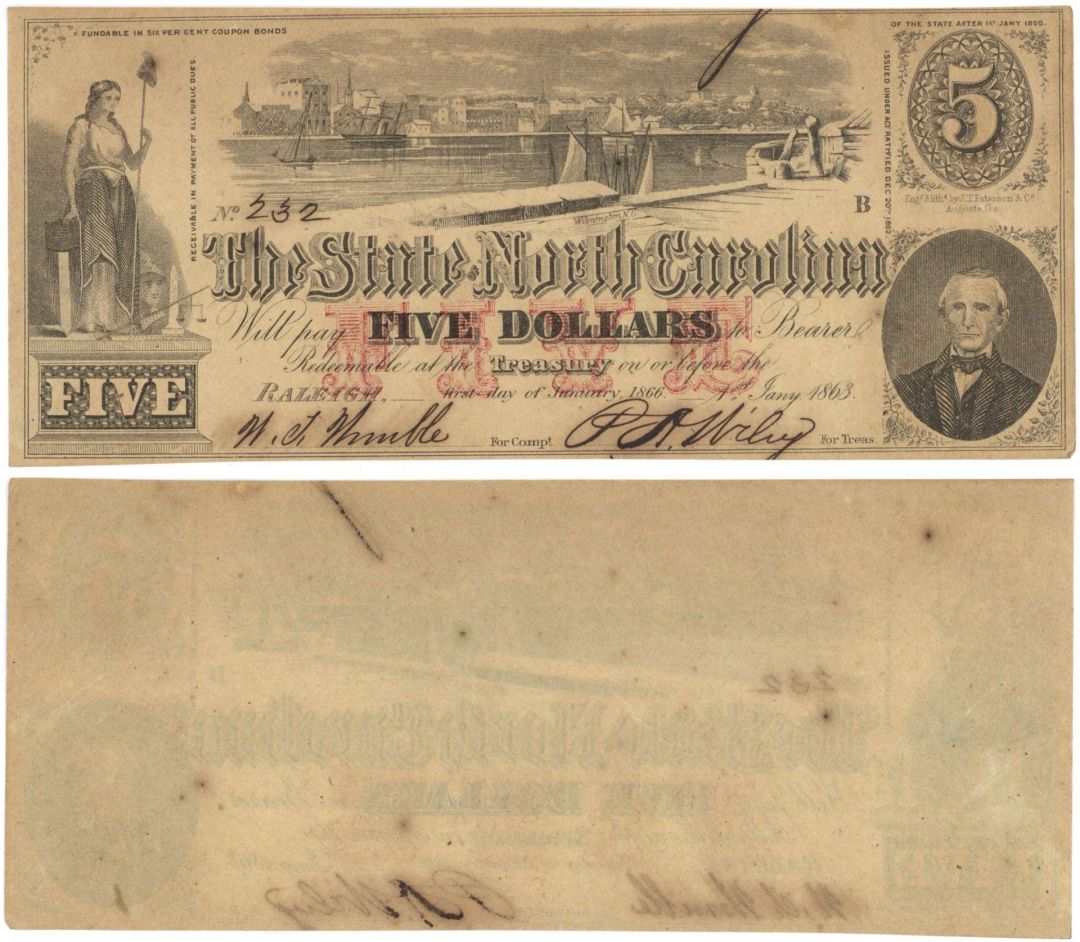 FUNDABLE IN SIX PER CENT COUPON BONDS
OF THE STATE AFTER 1ST JANY 1866.
RECEIVABLE IN PAYMENT OF ALL PUBLIC DUES.
ISSUED UNDER ACT RATIFIED DEC 20TH 1862
5
No 232
B
Wilmington N.C.
Engd & lithd by J.T. Paterson & Co
Augusta, Ga.
The State of North Carolina
FIVE
Will pay FIVE DOLLARS to Bearer
Redeemable at the Treasury on or before the
RALEIGH, first day of January, 1866. 1st Jany 1863.
FIVE
For Compt. For Treas.
232